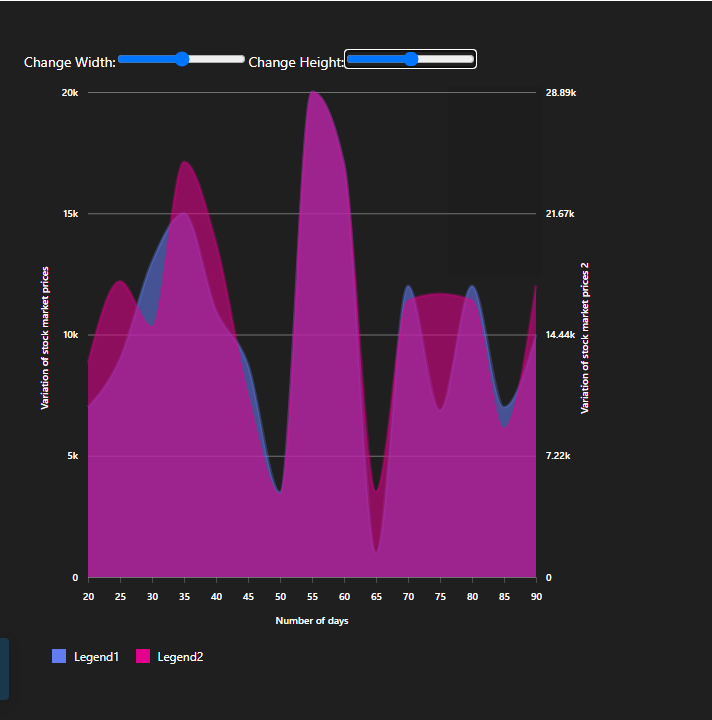 Change Width: Change Height:
20k 28.89k
15k 21.67k
Variation of stock market prices
Variation of stock market prices 2
10k 14.44k
5k 7.22k
0 0
20 25 30 35 40 45 50 55 60 65 70 75 80 85 90
Number of days
Legend1 Legend2